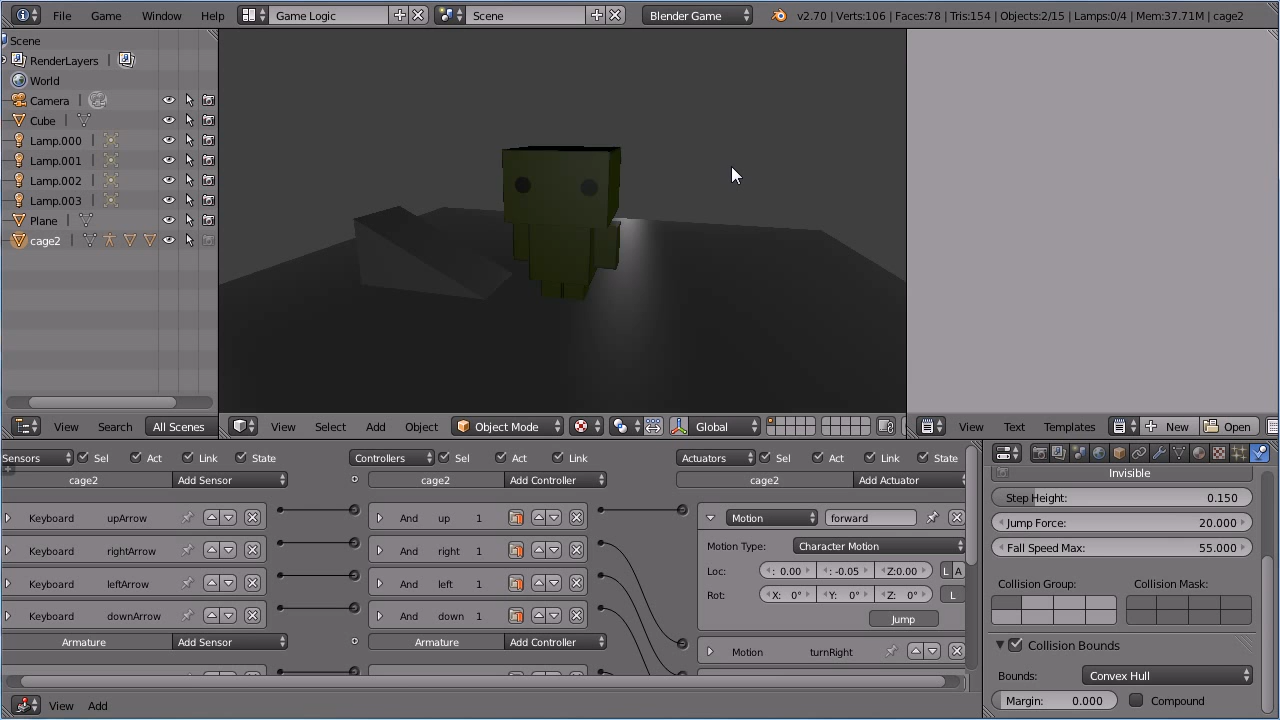 File Game Window Help Game Logic Scene Blender Game v2.70 | Verts:106 | Faces:78 | Tris:154 | Objects:2/15 | Lamps:0/4 | Mem:37.71M | cage2
Scene
RenderLayers
World
Camera
Cube
Lamp.000
Lamp.001
Lamp.002
Lamp.003
Plane
cage2
View Search All Scenes View Select Add Object Object Mode Global View Text Templates New Open
Sensors Sel Act Link State Controllers Sel Act Link Actuators Sel Act Link State
cage2 Add Sensor cage2 Add Controller cage2 Add Actuator
Keyboard upArrow And up 1 Motion forward
Keyboard rightArrow And right 1 Motion Type: Character Motion
Keyboard leftArrow And left 1 Loc: : 0.00 : -0.05 Z:0.00 L A
Rot: X: 0° Y: 0° Z: 0° L
Keyboard downArrow And down 1 Jump
Armature Add Sensor Armature Add Controller Motion turnRight
Invisible
Step Height: 0.150
Jump Force: 20.000
Fall Speed Max: 55.000
Collision Group: Collision Mask:
Collision Bounds
Bounds: Convex Hull
Margin: 0.000 Compound
View Add